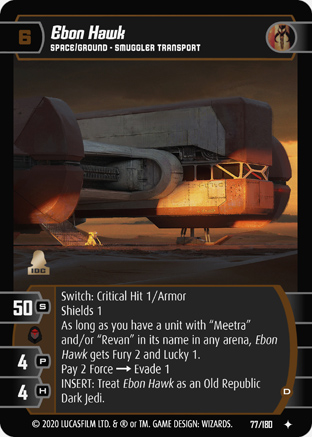 6
Ebon Hawk
SPACE/GROUND - SMUGGLER TRANSPORT
IDC
50 S
4 P
4 H
Switch: Critical Hit 1/Armor
Shields 1
As long as you have a unit with “Meetra”
and/or “Revan” in its name in any arena, Ebon
Hawk gets Fury 2 and Lucky 1.
Pay 2 Force → Evade 1
INSERT: Treat Ebon Hawk as an Old Republic
Dark Jedi.
D
© 2020 LUCASFILM LTD. & ® or TM. GAME DESIGN: WIZARDS. 77/180